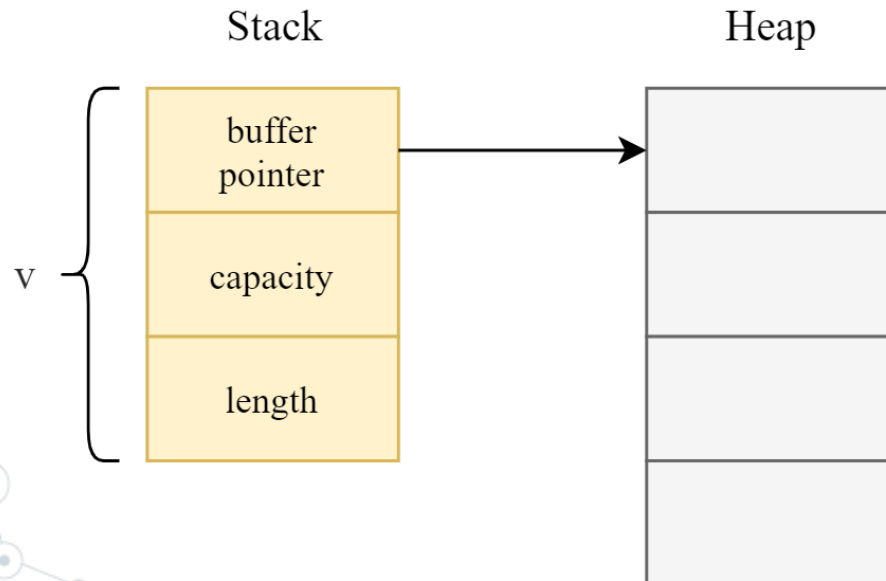 Stack
Heap
v
buffer
pointer
capacity
length